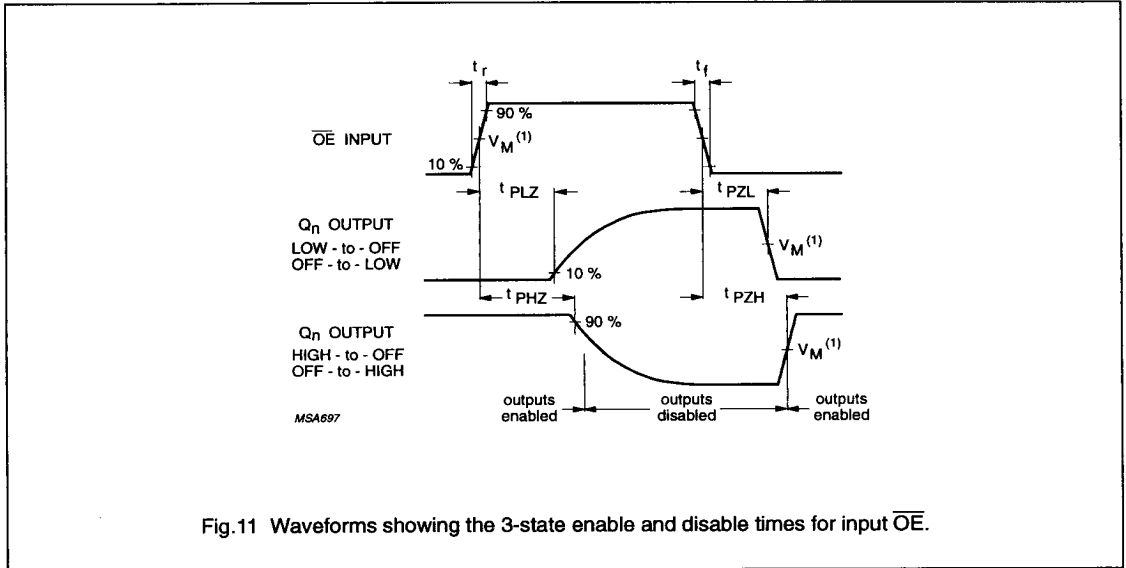 t r
t f
90 %
OE INPUT
V M (1)
10 %
t PLZ
t PZL
Qn OUTPUT
LOW - to - OFF
OFF - to - LOW
V M (1)
10 %
t PHZ
t PZH
90 %
Qn OUTPUT
HIGH - to - OFF
OFF - to - HIGH
V M (1)
outputs enabled
outputs disabled
outputs enabled
MSA697
Fig.11 Waveforms showing the 3-state enable and disable times for input OE.